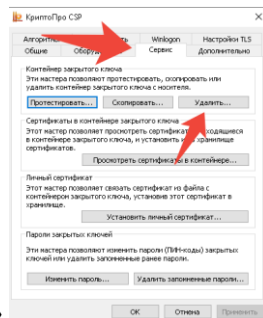 КриптоПро CSP
Winlogon Настройки TLS
Общие Сервис Дополнительно
Контейнер закрытого ключа
Эти мастера позволяют протестировать, скопировать или
удалить контейнер закрытого ключа с носителя.
Протестировать... Скопировать... Удалить...
Сертификаты в контейнере закрытого ключа
Этот мастер позволяет просмотреть сертификаты,
в контейнере закрытого ключа, и установить в хранилище
сертификатов.
Просмотреть сертификаты в контейнере...
Личный сертификат
Этот мастер позволяет связать сертификат из файла с
контейнером закрытого ключа, установив этот сертификат в
хранилище.
Установить личный сертификат...
Пароли закрытых ключей
Эти мастера позволяют изменить пароли (ПИН-коды) закрытых
ключей или удалить запомненные ранее пароли.
Изменить пароль... Удалить запомненные пароли...
ОК Отмена Применить